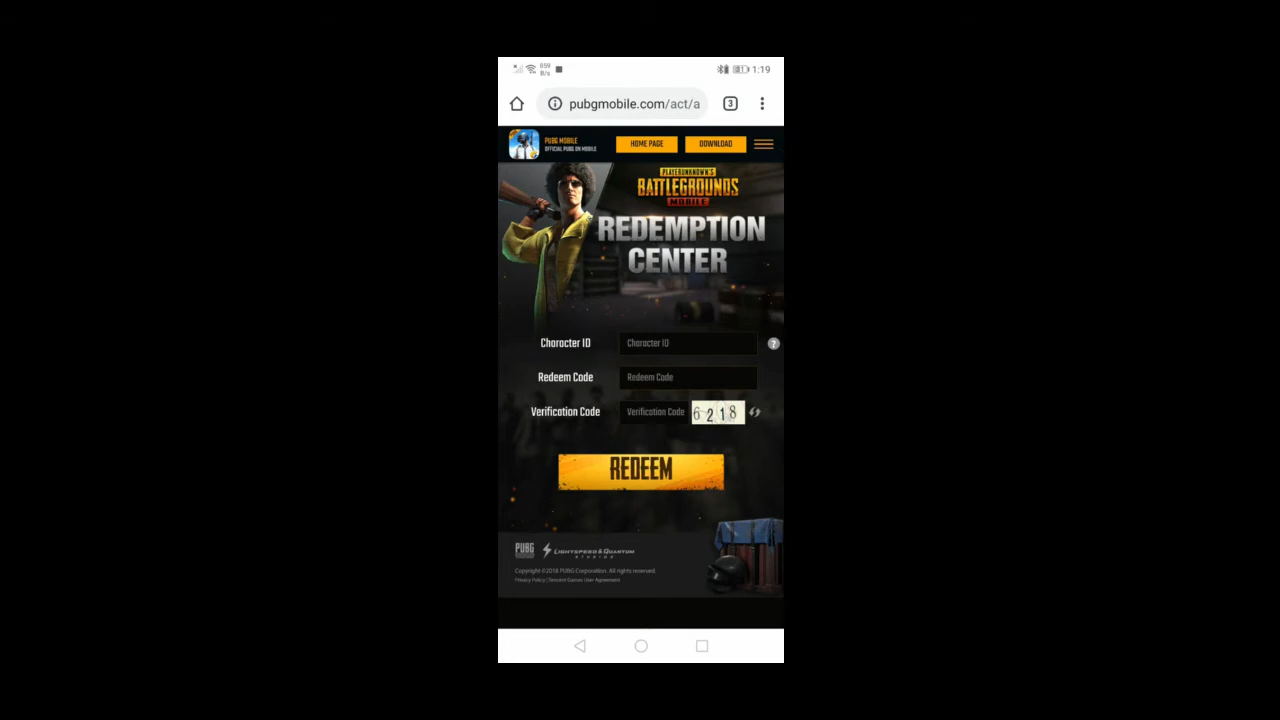 859
B/s
1:19
pubgmobile.com/act/a
3
PUBG MOBILE
OFFICIAL PUBG ON MOBILE
HOME PAGE
DOWNLOAD
PLAYERUNKNOWN'S
BATTLEGROUNDS
MOBILE
REDEMPTION
CENTER
Character ID
Character ID
?
Redeem Code
Redeem Code
Verification Code
Verification Code
6218
REDEEM
PUBG
LIGHTSPEED & QUANTUM
STUDIOS
Copyright ©2018 PUBG Corporation. All rights reserved.
Privacy Policy | Tencent Games User Agreement